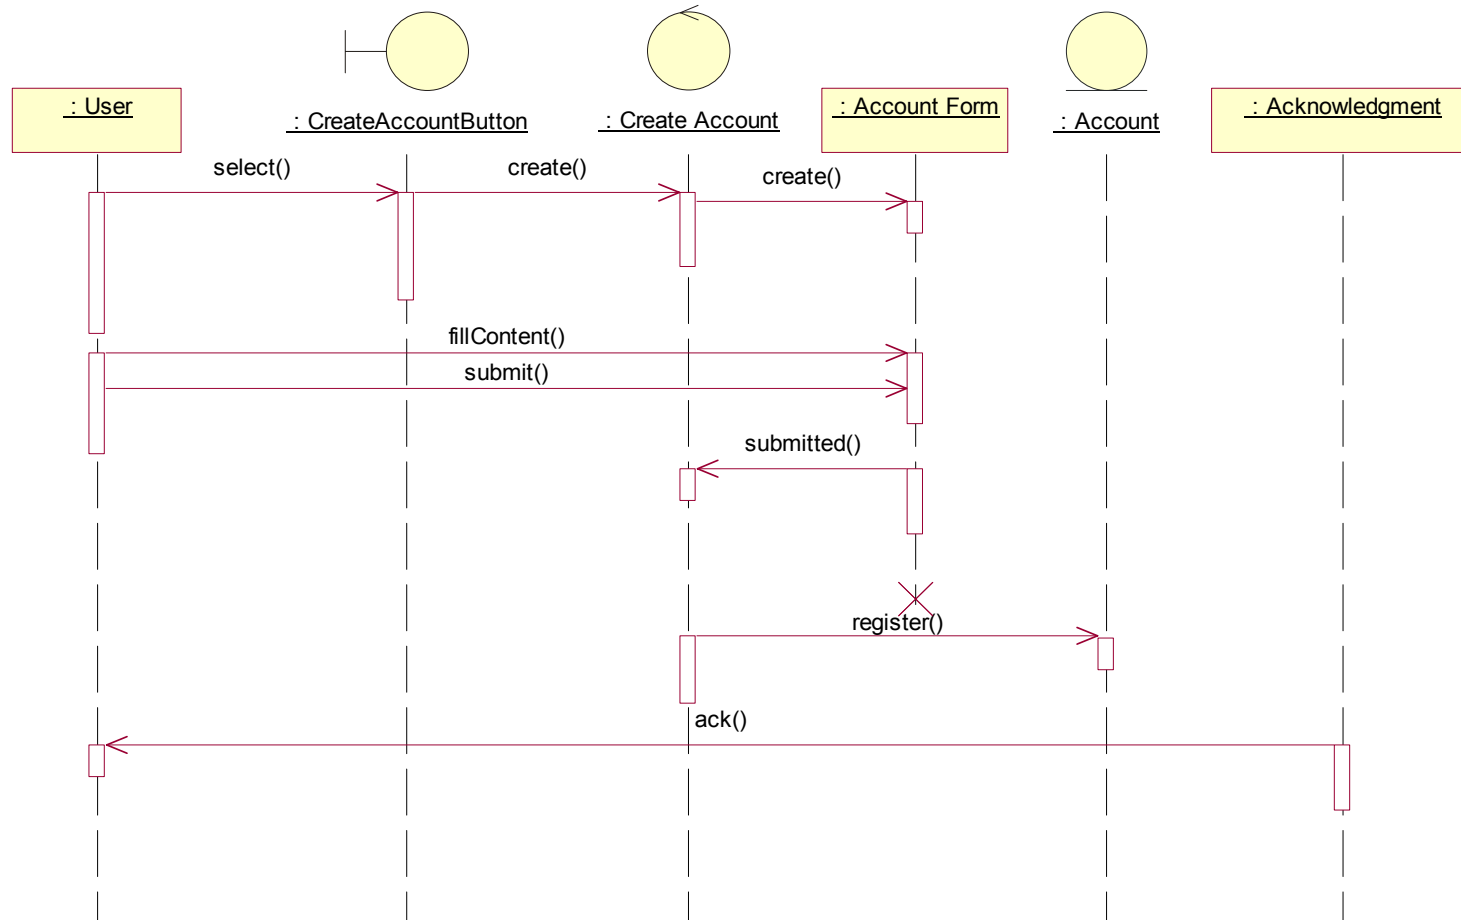 : User
: CreateAccountButton
: Create Account
: Account Form
: Account
: Acknowledgment
select()
create()
create()
fillContent()
submit()
submitted()
register()
ack()